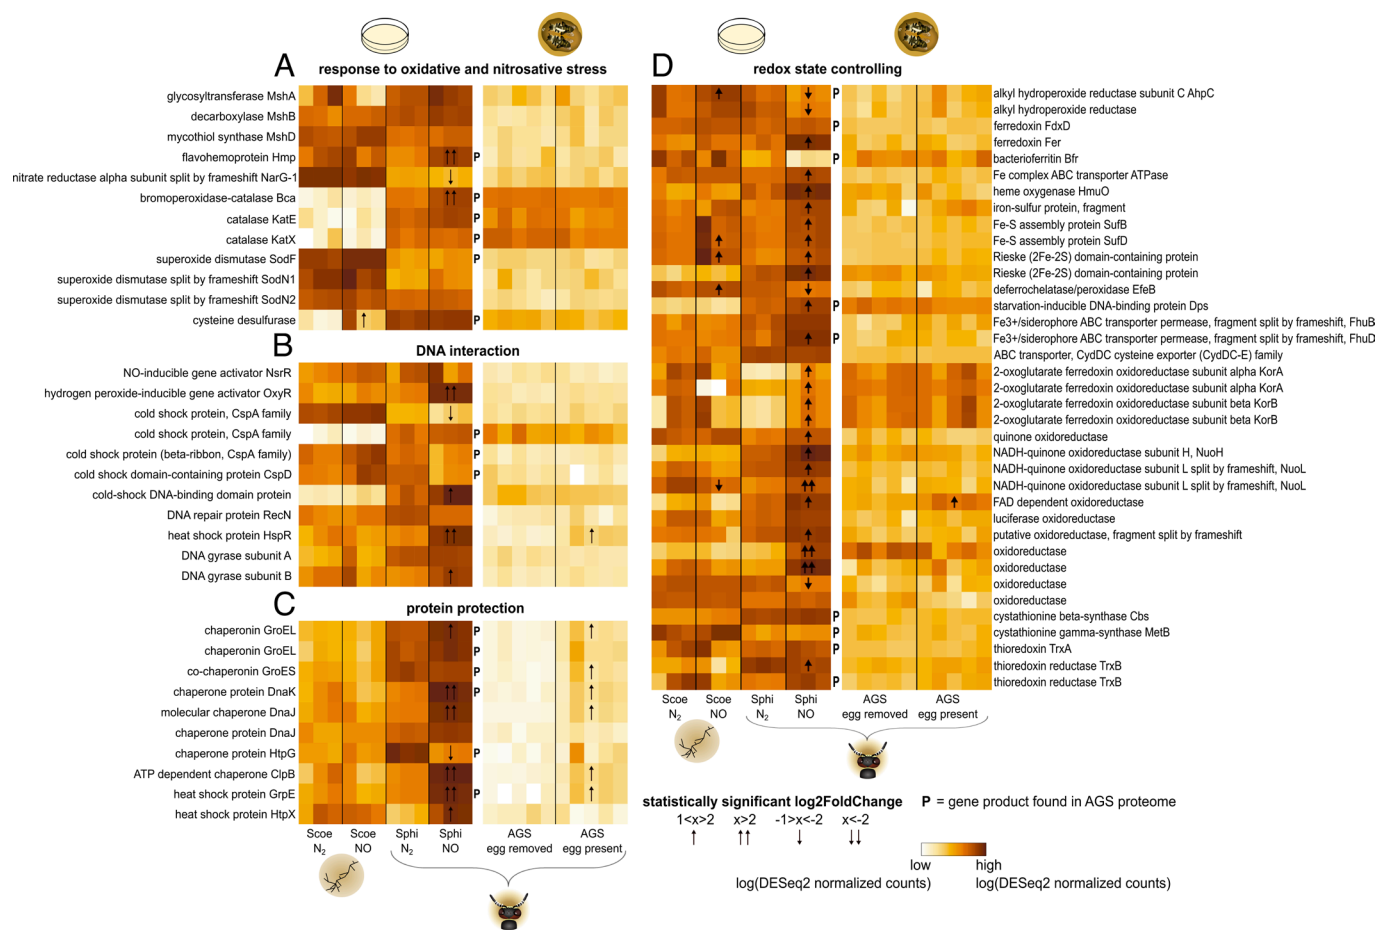 A
response to oxidative and nitrosative stress
glycosyltransferase MshA
decarboxylase MshB
mycothiol synthase MshD
flavohemoprotein Hmp P
nitrate reductase alpha subunit split by frameshift NarG-1
bromoperoxidase-catalase Bca P
catalase KatE P
catalase KatX P
superoxide dismutase SodF P
superoxide dismutase split by frameshift SodN1
superoxide dismutase split by frameshift SodN2
cysteine desulfurase P
B
DNA interaction
NO-inducible gene activator NsrR
hydrogen peroxide-inducible gene activator OxyR
cold shock protein, CspA family
cold shock protein, CspA family P
cold shock protein (beta-ribbon, CspA family) P
cold shock domain-containing protein CspD P
cold-shock DNA-binding domain protein
DNA repair protein RecN
heat shock protein HspR
DNA gyrase subunit A
DNA gyrase subunit B
C
protein protection
chaperonin GroEL P
chaperonin GroEL P
co-chaperonin GroES P
chaperone protein DnaK P
molecular chaperone DnaJ
chaperone protein DnaJ
chaperone protein HtpG P
ATP dependent chaperone ClpB
heat shock protein GrpE P
heat shock protein HtpX
Scoe Scoe Sphi Sphi AGS AGS
N2 NO N2 NO egg removed egg present
D
redox state controlling
P alkyl hydroperoxide reductase subunit C AhpC
alkyl hydroperoxide reductase
P ferredoxin FdxD
ferredoxin Fer
P bacterioferritin Bfr
Fe complex ABC transporter ATPase
heme oxygenase HmuO
iron-sulfur protein, fragment
Fe-S assembly protein SufB
Fe-S assembly protein SufD
Rieske (2Fe-2S) domain-containing protein
Rieske (2Fe-2S) domain-containing protein
deferrochelatase/peroxidase EfeB
P starvation-inducible DNA-binding protein Dps
Fe3+/siderophore ABC transporter permease, fragment split by frameshift, FhuB
P Fe3+/siderophore ABC transporter permease, fragment split by frameshift, FhuD
ABC transporter, CydDC cysteine exporter (CydDC-E) family
2-oxoglutarate ferredoxin oxidoreductase subunit alpha KorA
2-oxoglutarate ferredoxin oxidoreductase subunit alpha KorA
2-oxoglutarate ferredoxin oxidoreductase subunit beta KorB
2-oxoglutarate ferredoxin oxidoreductase subunit beta KorB
quinone oxidoreductase
NADH-quinone oxidoreductase subunit H, NuoH
NADH-quinone oxidoreductase subunit L split by frameshift, NuoL
NADH-quinone oxidoreductase subunit L split by frameshift, NuoL
FAD dependent oxidoreductase
luciferase oxidoreductase
putative oxidoreductase, fragment split by frameshift
oxidoreductase
oxidoreductase
oxidoreductase
oxidoreductase
P cystathionine beta-synthase Cbs
P cystathionine gamma-synthase MetB
P thioredoxin TrxA
thioredoxin reductase TrxB
P thioredoxin reductase TrxB
Scoe Scoe Sphi Sphi AGS AGS
N2 NO N2 NO egg removed egg present
statistically significant log2FoldChange
1<x>2 x>2 -1>x<-2 x<-2
↑ ↑↑ ↓ ↓↓
P = gene product found in AGS proteome
low high
log(DESeq2 normalized counts) log(DESeq2 normalized counts)